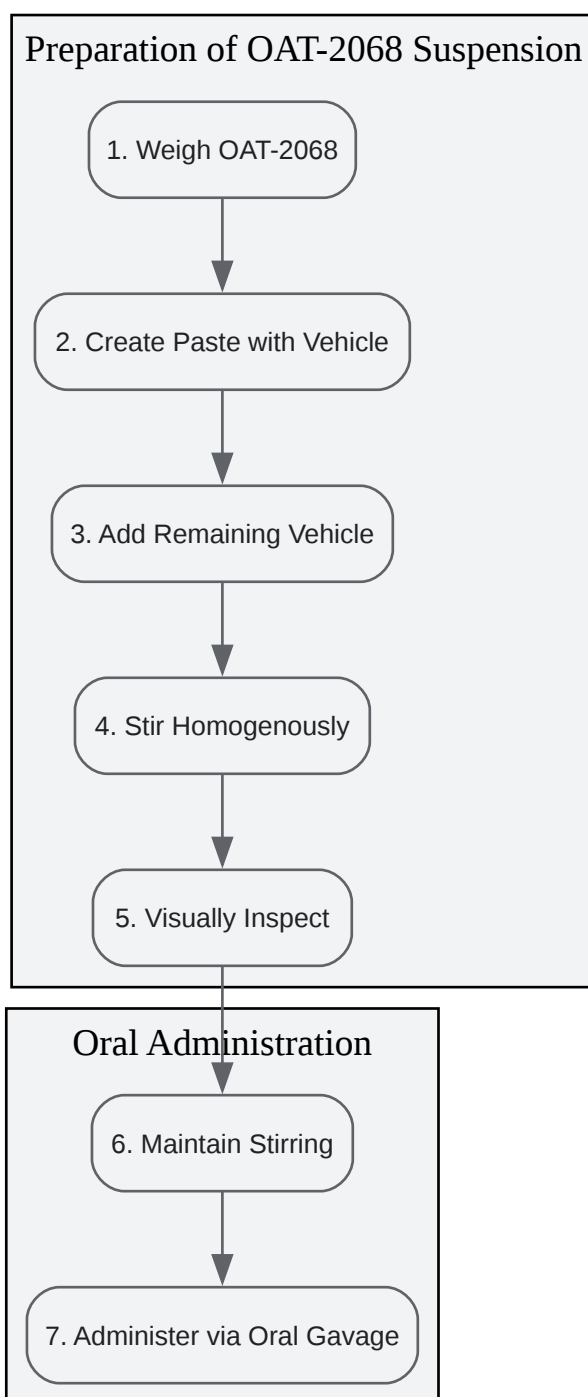 Preparation of OAT-2068 Suspension
1. Weigh OAT-2068
2. Create Paste with Vehicle
3. Add Remaining Vehicle
4. Stir Homogenously
5. Visually Inspect
Oral Administration
6. Maintain Stirring
7. Administer via Oral Gavage